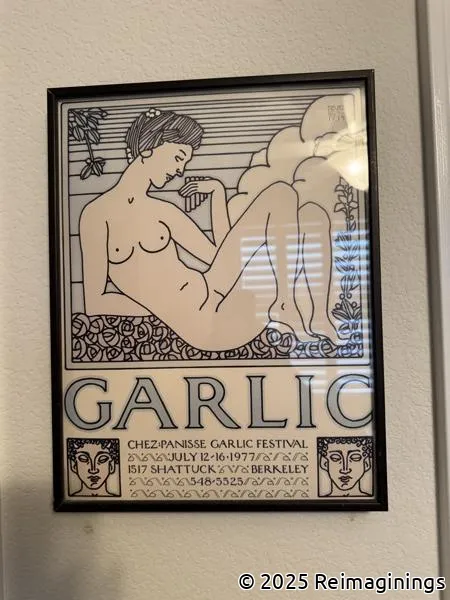 GARLIC
CHEZ·PANISSE GARLIC FESTIVAL
JULY 12·16·1977
1517 SHATTUCK BERKELEY
548·5525
© 2025 Reimaginings